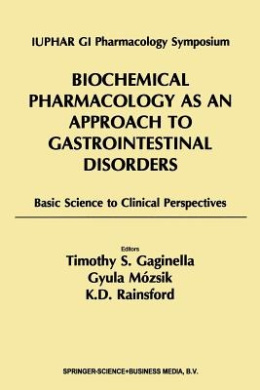 IUPHAR GI Pharmacology Symposium
BIOCHEMICAL
PHARMACOLOGY AS AN
APPROACH TO
GASTROINTESTINAL
DISORDERS
Basic Science to Clinical Perspectives
Editors
Timothy S. Gaginella
Gyula Mózsik
K.D. Rainsford
SPRINGER-SCIENCE+BUSINESS MEDIA, B.V.